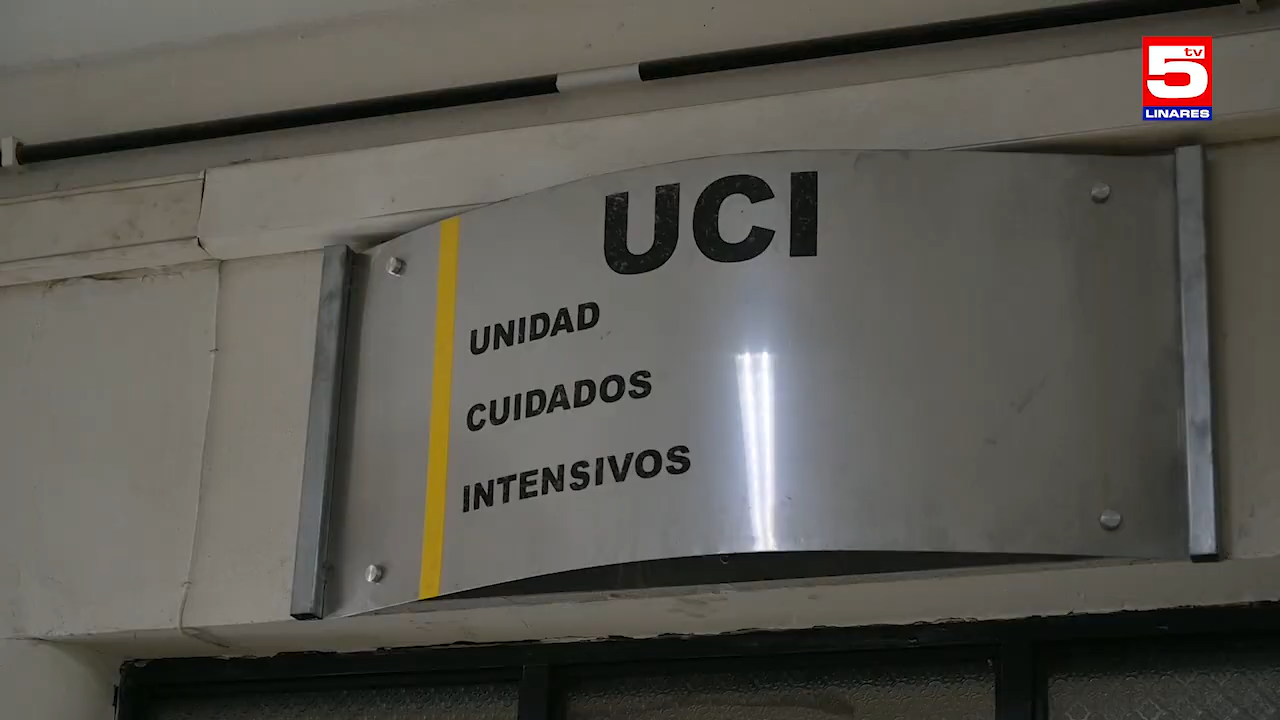 tv
5
LINARES
UCI
UNIDAD
CUIDADOS
INTENSIVOS